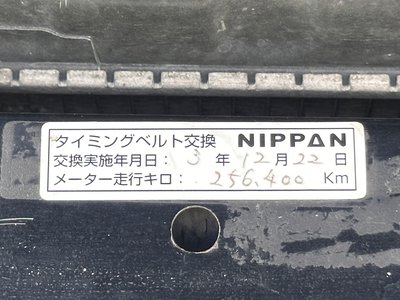 タイミングベルト交換 NIPPAN
交換実施年月日： 3 年 12 月 22 日
メーター走行キロ： 256,400 Km